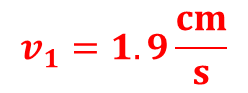 v₁ = 1.9 cm/s